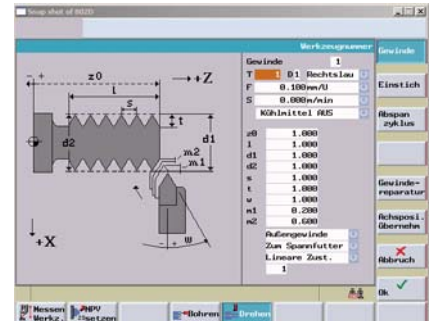 Snap shot of 802D
Werkzeugnummer
Gewinde 1
T 1 D1 Rechtslau
F 0.100mm/U
S 0.000m/min
Kühlmittel AUS
z0 1.000
l 1.000
d1 1.000
d2 1.000
s 1.000
t 1.000
w 1.000
m1 0.200
m2 0.600
Außengewinde
Zum Spannfutter
Lineare Zust.
1
- +
z0
+Z
l
s
t
d2
d1
m2
m1
w
- +
+X
Gewinde
Einstich
Abspan
zyklus
Gewinde-
reparatur
Achsposi.
übernehm
Abbruch
Ok
Messen
Werkz.
MPV
setzen
Bohren
Drehen